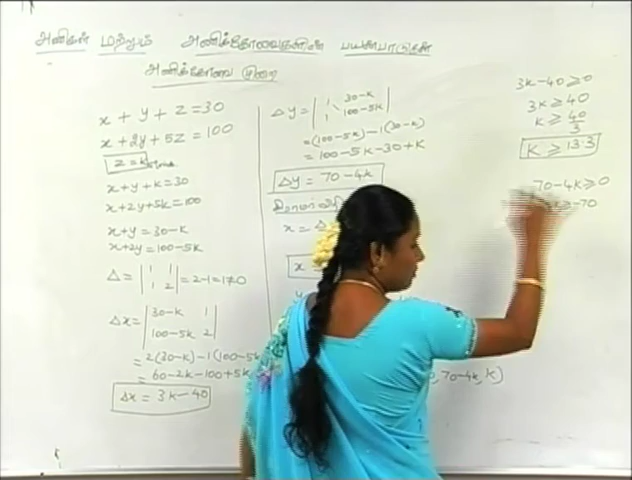 அணிகள் மற்றும் அணிக்கோவைகளின் பயன்பாடுகள்
அணிக்கோவை முறை
x + y + z = 30
x + 2y + 5z = 100
z = k
x + y + k = 30
x + 2y + 5k = 100
x + y = 30 - k
x + 2y = 100 - 5k
Δ = | 1 1 |
| 1 2 | = 2 - 1 = 1 ≠ 0
Δx = | 30 - k 1 |
| 100 - 5k 2 |
= 2(30 - k) - 1(100 - 5k
= 60 - 2k - 100 + 5k
Δx = 3k - 40
Δy = | 1 30 - k |
| 1 100 - 5k |
= (100 - 5k) - 1(30 - k)
= 100 - 5k - 30 + k
Δy = 70 - 4k
x = Δ
x
, 70 - 4k, k)
3k - 40 ≥ 0
3k ≥ 40
k ≥ 40/3
k ≥ 13.3
70 - 4k ≥ 0
≥ -70